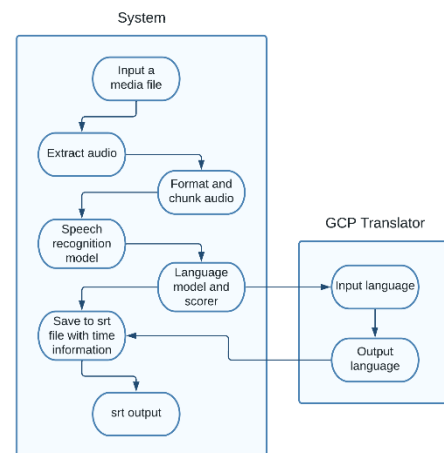 System
Input a
media file
Extract audio
Format and
chunk audio
Speech
recognition
model
GCP Translator
Language
model and
scorer
Input language
Save to srt
file with time
information
Output
language
srt output